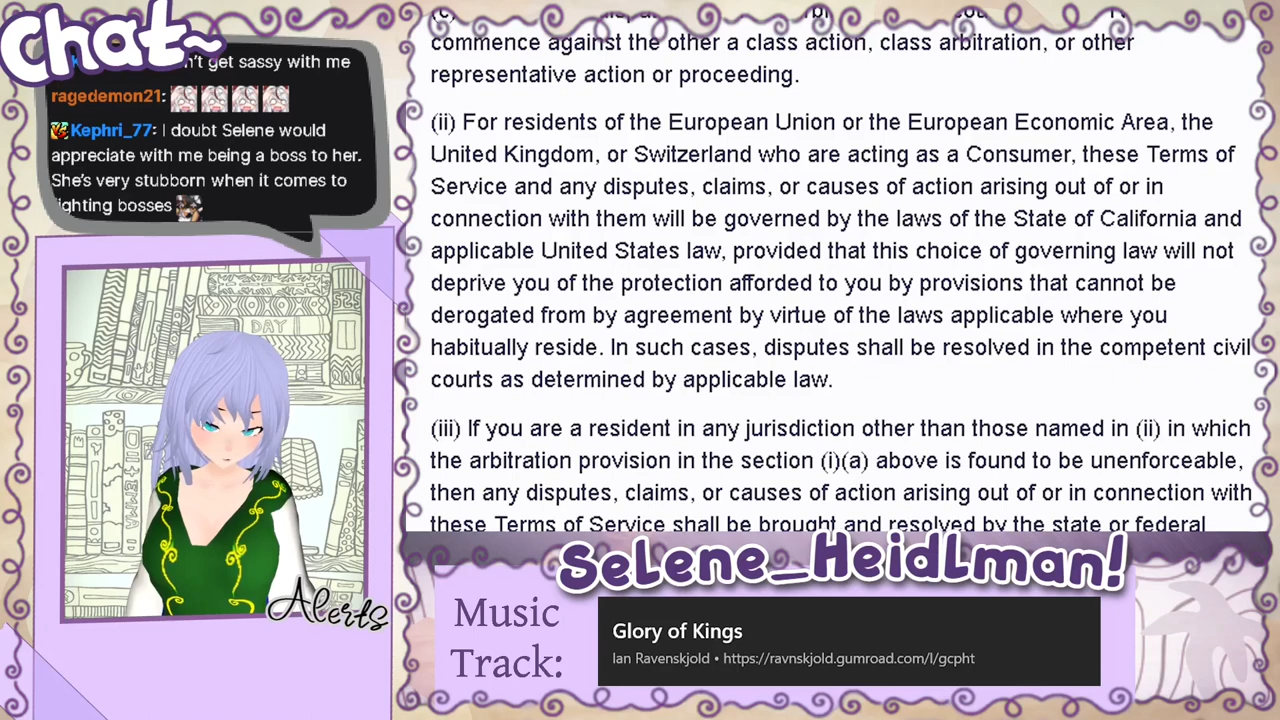 Chat~
n't get sassy with me
ragedemon21:
Kephri_77: I doubt Selene would
appreciate with me being a boss to her.
She's very stubborn when it comes to
fighting bosses
DAY
Alerts
commence against the other a class action, class arbitration, or other
representative action or proceeding.
(ii) For residents of the European Union or the European Economic Area, the
United Kingdom, or Switzerland who are acting as a Consumer, these Terms of
Service and any disputes, claims, or causes of action arising out of or in
connection with them will be governed by the laws of the State of California and
applicable United States law, provided that this choice of governing law will not
deprive you of the protection afforded to you by provisions that cannot be
derogated from by agreement by virtue of the laws applicable where you
habitually reside. In such cases, disputes shall be resolved in the competent civil
courts as determined by applicable law.
(iii) If you are a resident in any jurisdiction other than those named in (ii) in which
the arbitration provision in the section (i)(a) above is found to be unenforceable,
then any disputes, claims, or causes of action arising out of or in connection with
these Terms of Service shall be brought and resolved by the state or federal
Selene_Heidlman!
Music
Track:
Glory of Kings
Ian Ravenskjold • https://ravnskjold.gumroad.com/l/gcpht